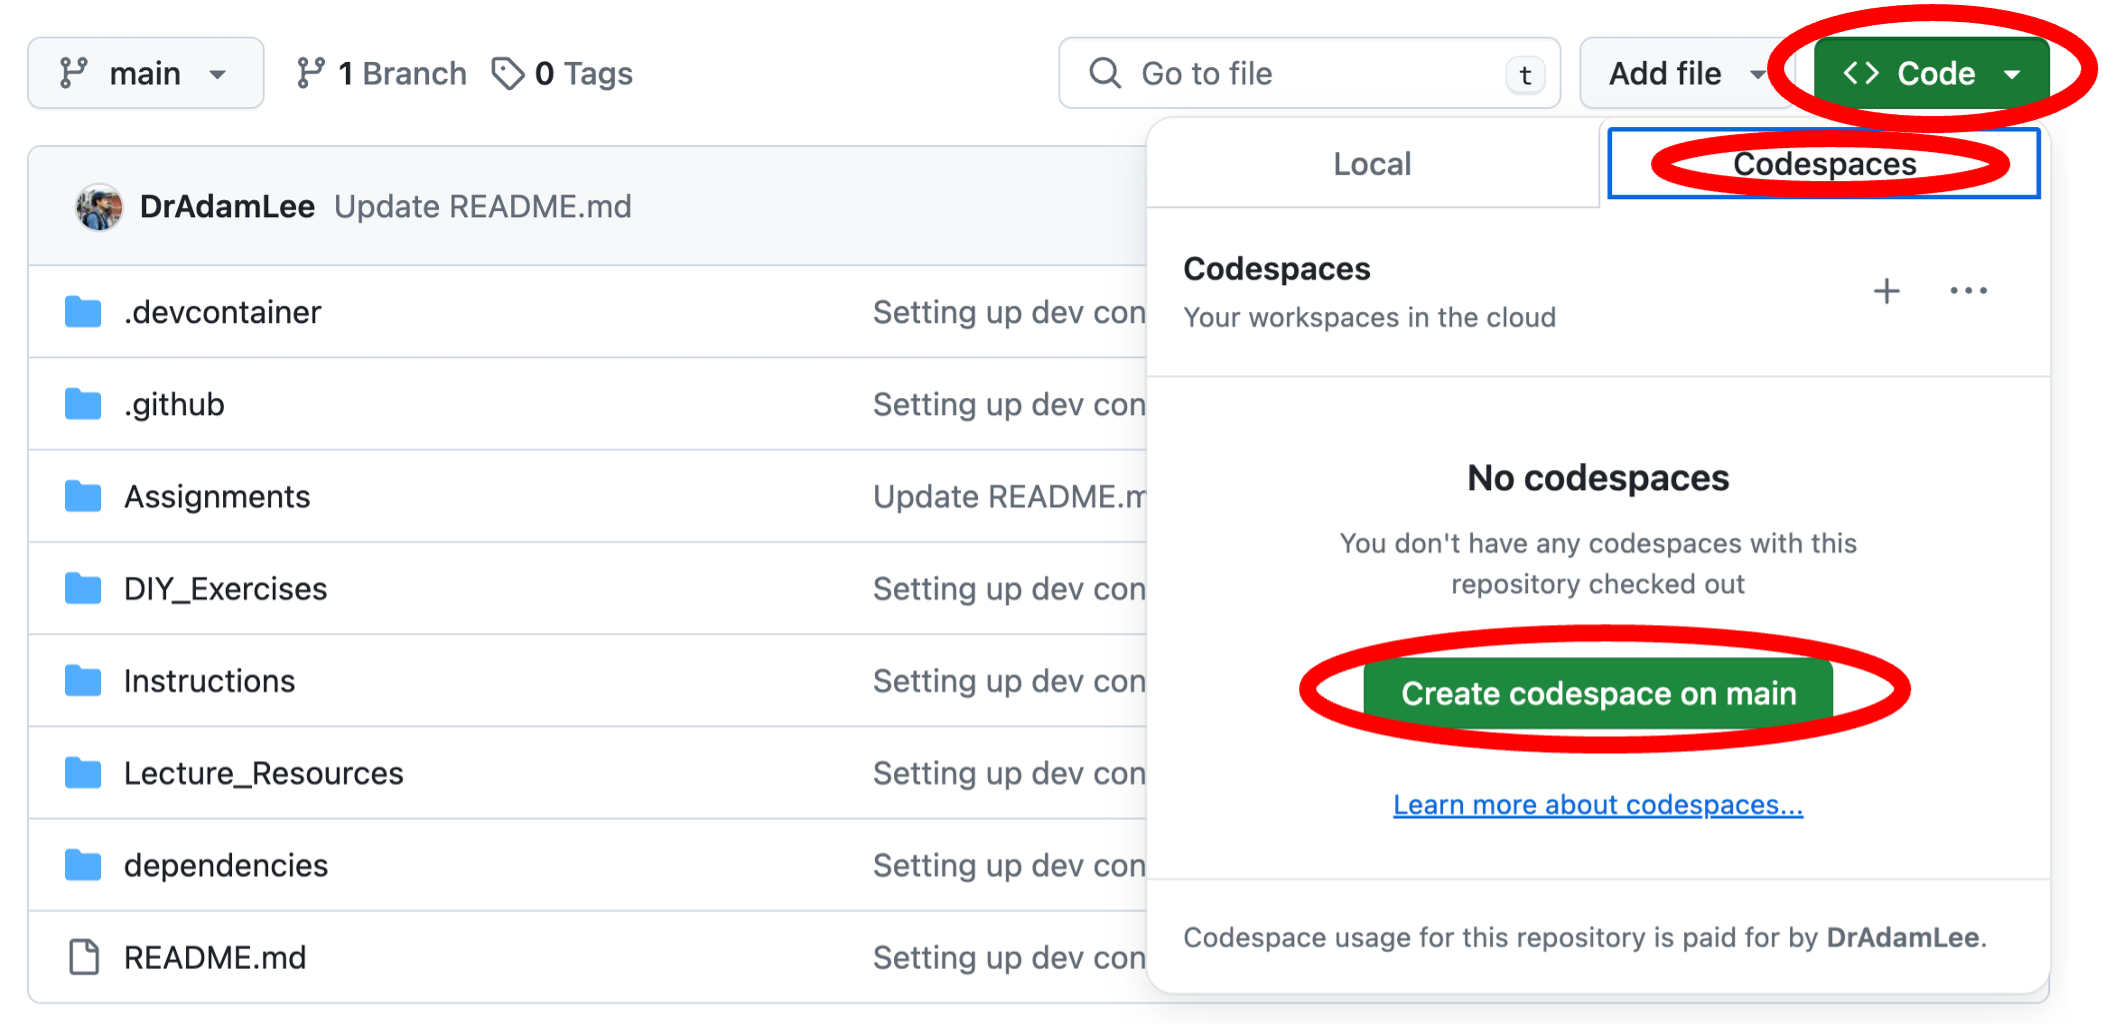 main 1 Branch 0 Tags Go to file t Add file <> Code
Local Codespaces
DrAdamLee Update README.md
Codespaces
Your workspaces in the cloud
.devcontainer Setting up dev con
.github Setting up dev con
Assignments Update README.m
No codespaces
You don't have any codespaces with this
repository checked out
DIY_Exercises Setting up dev con
Instructions Setting up dev con
Create codespace on main
Lecture_Resources Setting up dev con
Learn more about codespaces...
dependencies Setting up dev con
README.md Setting up dev con
Codespace usage for this repository is paid for by DrAdamLee.